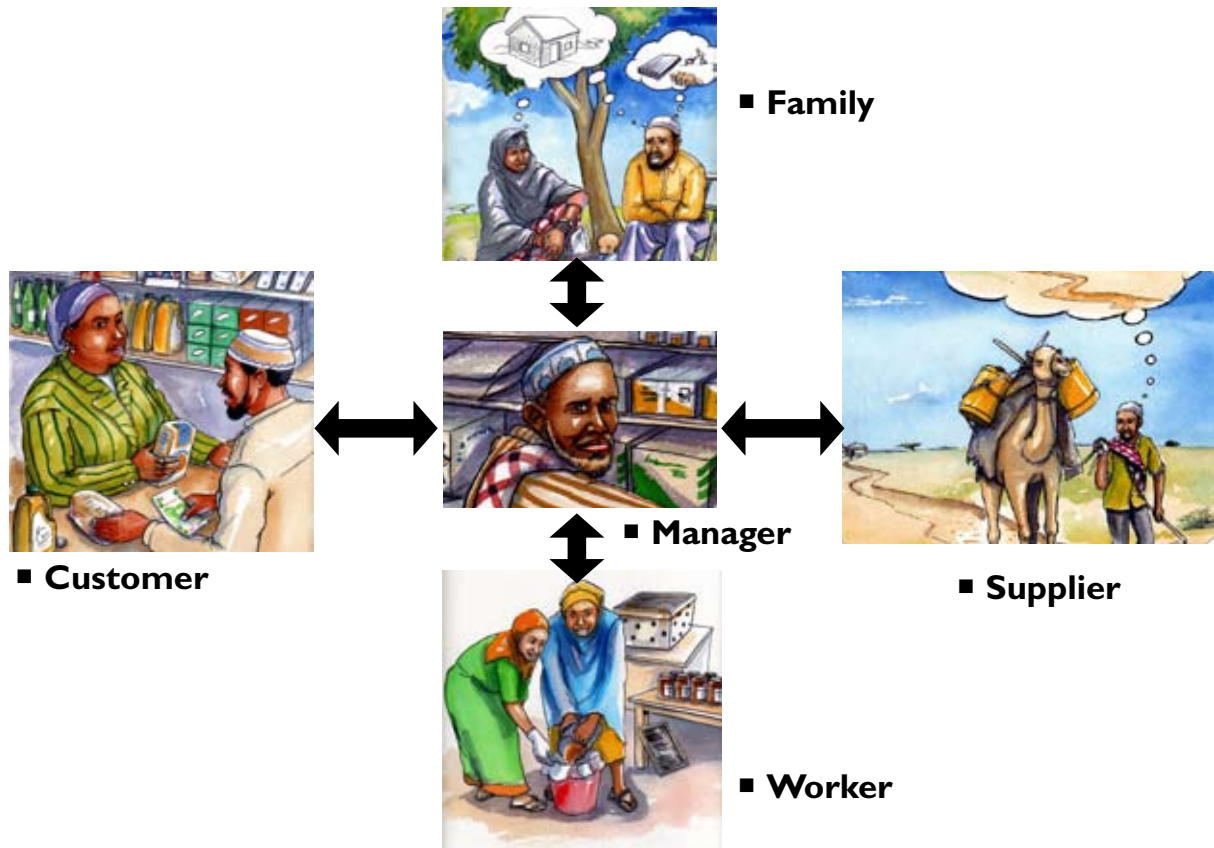 ▪ Family
▪ Manager
▪ Customer
▪ Supplier
▪ Worker